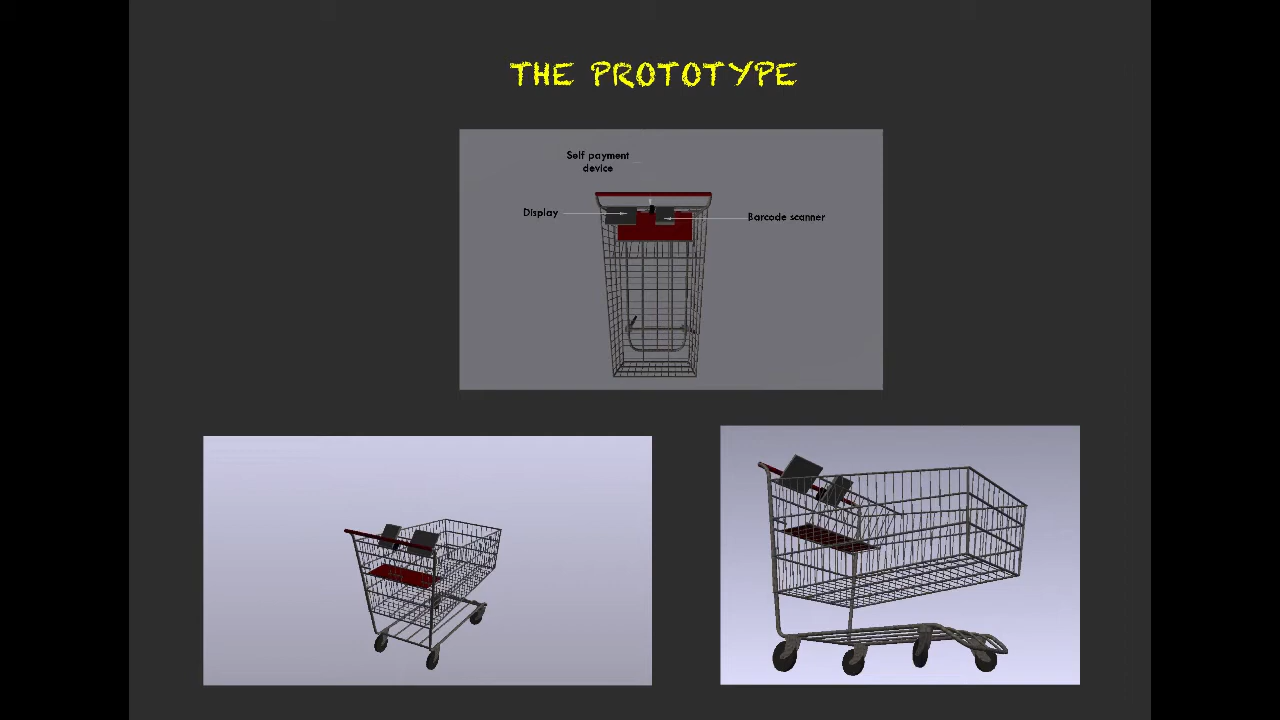 THE PROTOTYPE
Self payment
device
Display
Barcode scanner